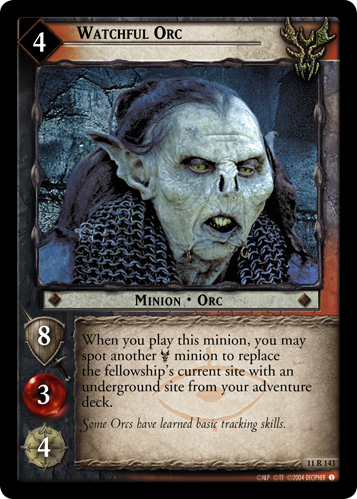 4
WATCHFUL ORC
MINION • ORC
8
3
4
When you play this minion, you may
spot another minion to replace
the fellowship's current site with an
underground site from your adventure
deck.
Some Orcs have learned basic tracking skills.
11 R 143
©NLP ©TE ©2004 DECIPHER